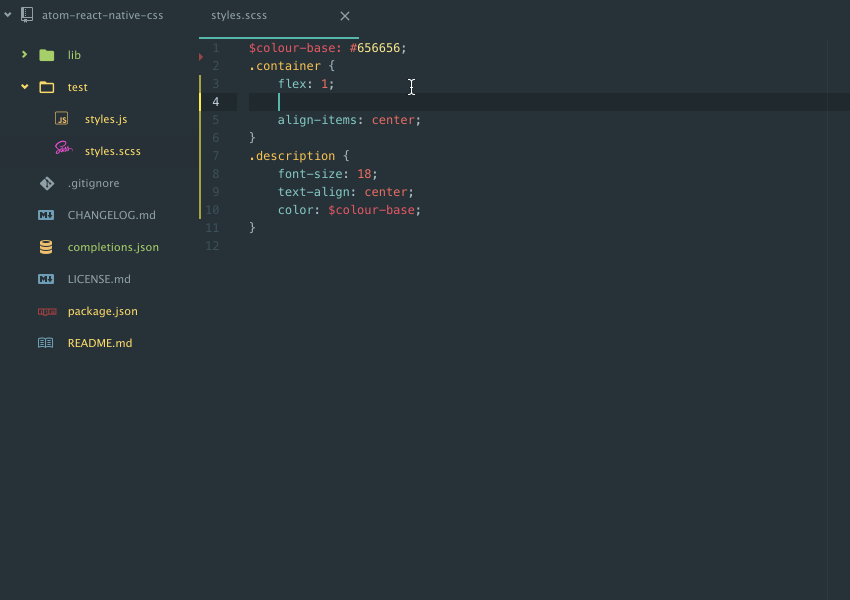 atom-react-native-css
lib
test
JS styles.js
styles.scss
.gitignore
CHANGELOG.md
completions.json
LICENSE.md
package.json
README.md
styles.scss
1 $colour-base: #656656;
2 .container {
3 flex: 1;
4
5 align-items: center;
6 }
7 .description {
8 font-size: 18;
9 text-align: center;
10 color: $colour-base;
11 }
12